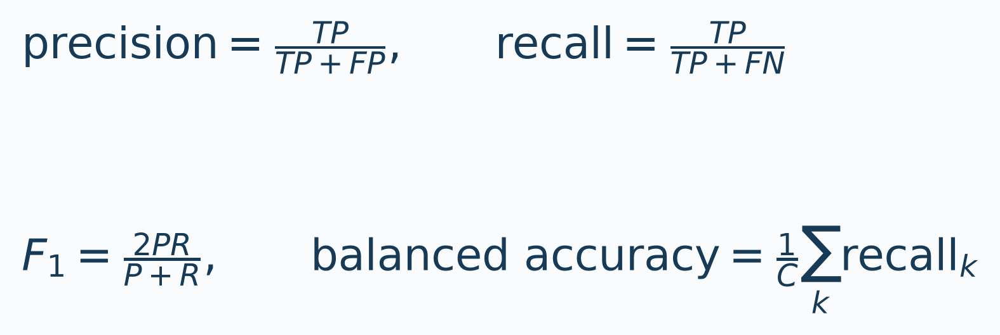 precision = TP / (TP + FP),    recall = TP / (TP + FN)
F₁ = 2PR / (P + R),    balanced accuracy = 1/C ∑ₖ recallₖ